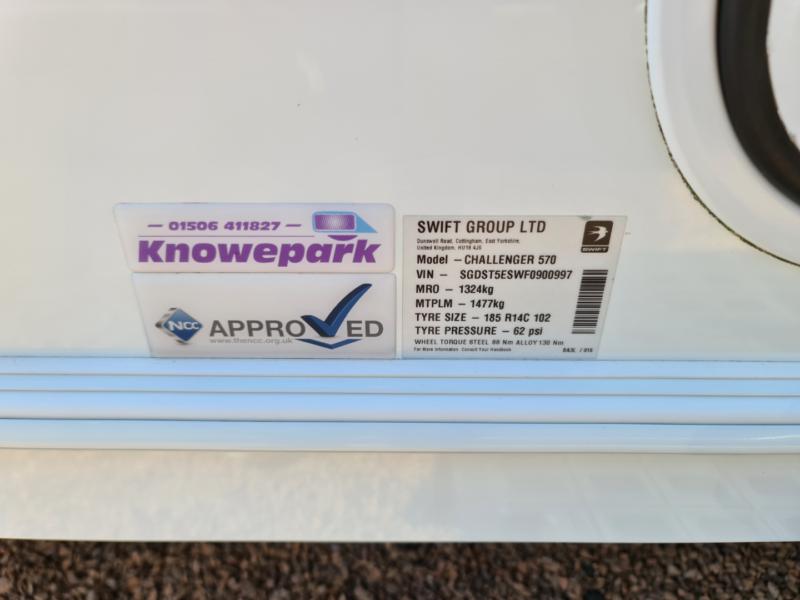 — 01506 411827 —
Knowepark
NCC APPROVED
www.thencc.org.uk
SWIFT GROUP LTD
Dunswell Road, Cottingham, East Yorkshire,
United Kingdom, HU16 4JS
SWIFT
Model – CHALLENGER 570
VIN – SGDST5ESWF0900997
MRO – 1324kg
MTPLM – 1477kg
TYRE SIZE – 185 R14C 102
TYRE PRESSURE – 62 psi
WHEEL TORQUE STEEL 88 Nm ALLOY 130 Nm
For More Information Consult Your Handbook